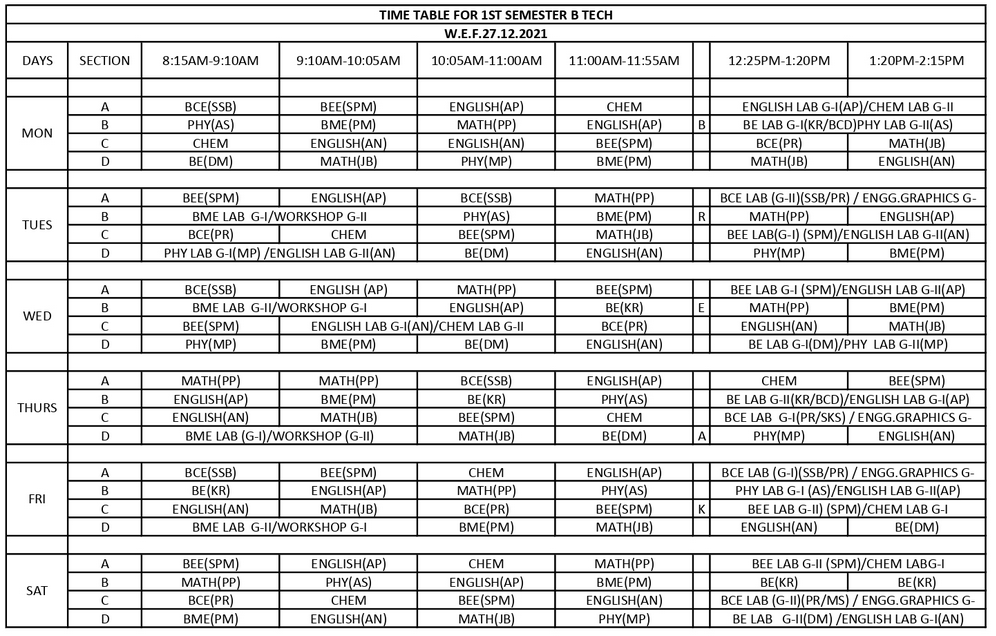 TIME TABLE FOR 1ST SEMESTER B TECH
W.E.F.27.12.2021
DAYS SECTION 8:15AM-9:10AM 9:10AM-10:05AM 10:05AM-11:00AM 11:00AM-11:55AM 12:25PM-1:20PM 1:20PM-2:15PM
MON
A BCE(SSB) BEE(SPM) ENGLISH(AP) CHEM ENGLISH LAB G-I(AP)/CHEM LAB G-II
B PHY(AS) BME(PM) MATH(PP) ENGLISH(AP) B BE LAB G-I(KR/BCD)PHY LAB G-II(AS)
C CHEM ENGLISH(AN) ENGLISH(AN) BEE(SPM) BCE(PR) MATH(JB)
D BE(DM) MATH(JB) PHY(MP) BME(PM) MATH(JB) ENGLISH(AN)
TUES
A BEE(SPM) ENGLISH(AP) BCE(SSB) MATH(PP) BCE LAB (G-II)(SSB/PR) / ENGG.GRAPHICS G-
B BME LAB G-I/WORKSHOP G-II PHY(AS) BME(PM) R MATH(PP) ENGLISH(AP)
C BCE(PR) CHEM BEE(SPM) MATH(JB) BEE LAB(G-I) (SPM)/ENGLISH LAB G-II(AN)
D PHY LAB G-I(MP) /ENGLISH LAB G-II(AN) BE(DM) ENGLISH(AN) PHY(MP) BME(PM)
WED
A BCE(SSB) ENGLISH (AP) MATH(PP) BEE(SPM) BEE LAB G-I (SPM)/ENGLISH LAB G-II(AP)
B BME LAB G-II/WORKSHOP G-I ENGLISH(AP) BE(KR) E MATH(PP) BME(PM)
C BEE(SPM) ENGLISH LAB G-I(AN)/CHEM LAB G-II BCE(PR) ENGLISH(AN) MATH(JB)
D PHY(MP) BME(PM) BE(DM) ENGLISH(AN) BE LAB G-I(DM)/PHY LAB G-II(MP)
THURS
A MATH(PP) MATH(PP) BCE(SSB) ENGLISH(AP) CHEM BEE(SPM)
B ENGLISH(AP) BME(PM) BE(KR) PHY(AS) BE LAB G-II(KR/BCD)/ENGLISH LAB G-I(AP)
C ENGLISH(AN) MATH(JB) BEE(SPM) CHEM BCE LAB G-I(PR/SKS) / ENGG.GRAPHICS G-
D BME LAB (G-I)/WORKSHOP (G-II) MATH(JB) BE(DM) A PHY(MP) ENGLISH(AN)
FRI
A BCE(SSB) BEE(SPM) CHEM ENGLISH(AP) BCE LAB (G-I)(SSB/PR) / ENGG.GRAPHICS G-
B BE(KR) ENGLISH(AP) MATH(PP) PHY(AS) PHY LAB G-I (AS)/ENGLISH LAB G-II(AP)
C ENGLISH(AN) MATH(JB) BCE(PR) BEE(SPM) K BEE LAB G-II) (SPM)/CHEM LAB G-I
D BME LAB G-II/WORKSHOP G-I BME(PM) MATH(JB) ENGLISH(AN) BE(DM)
SAT
A BEE(SPM) ENGLISH(AP) CHEM MATH(PP) BEE LAB G-II (SPM)/CHEM LABG-I
B MATH(PP) PHY(AS) ENGLISH(AP) BME(PM) BE(KR) BE(KR)
C BCE(PR) CHEM BEE(SPM) ENGLISH(AN) BCE LAB (G-II)(PR/MS) / ENGG.GRAPHICS G-
D BME(PM) ENGLISH(AN) MATH(JB) PHY(MP) BE LAB G-II(DM) /ENGLISH LAB G-I(AN)